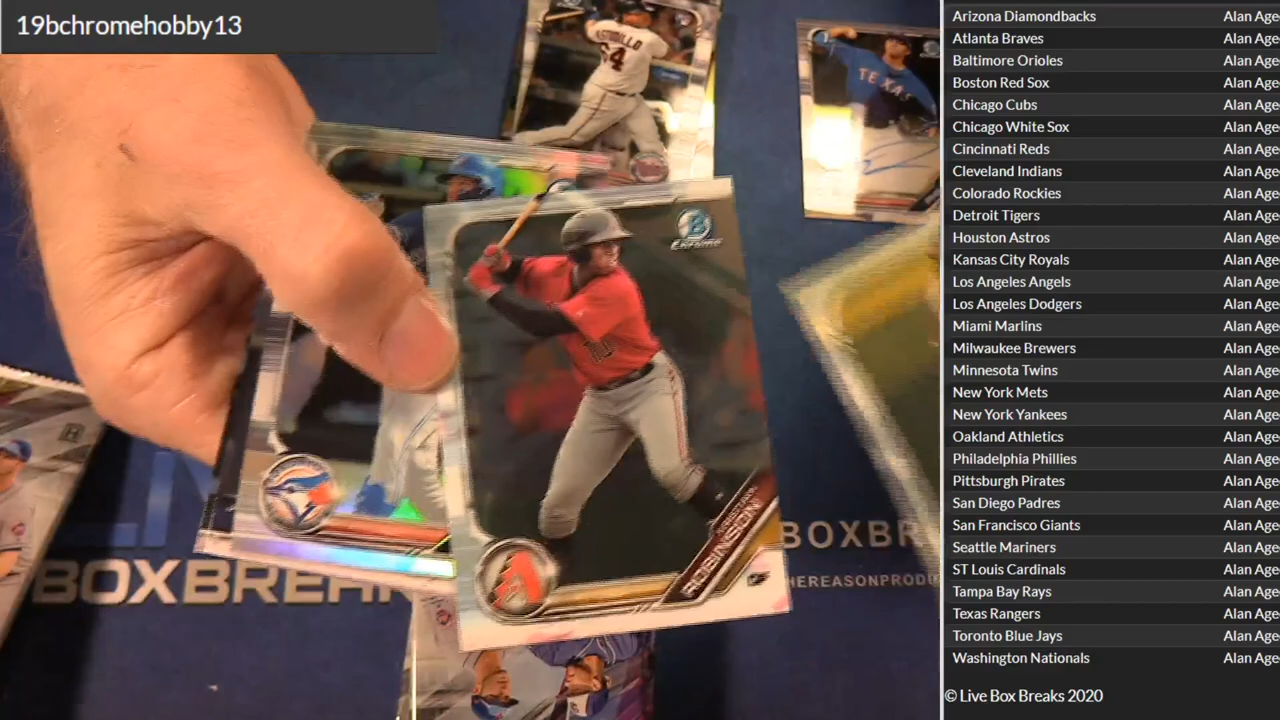 19bchromehobby13
64
TEXAS
B
Chrome
KRISTIAN
ROBINSON
BOXBREAK
BOXBR
HEREASONPRODU
Arizona Diamondbacks Alan Age
Atlanta Braves Alan Age
Baltimore Orioles Alan Age
Boston Red Sox Alan Age
Chicago Cubs Alan Age
Chicago White Sox Alan Age
Cincinnati Reds Alan Age
Cleveland Indians Alan Age
Colorado Rockies Alan Age
Detroit Tigers Alan Age
Houston Astros Alan Age
Kansas City Royals Alan Age
Los Angeles Angels Alan Age
Los Angeles Dodgers Alan Age
Miami Marlins Alan Age
Milwaukee Brewers Alan Age
Minnesota Twins Alan Age
New York Mets Alan Age
New York Yankees Alan Age
Oakland Athletics Alan Age
Philadelphia Phillies Alan Age
Pittsburgh Pirates Alan Age
San Diego Padres Alan Age
San Francisco Giants Alan Age
Seattle Mariners Alan Age
ST Louis Cardinals Alan Age
Tampa Bay Rays Alan Age
Texas Rangers Alan Age
Toronto Blue Jays Alan Age
Washington Nationals Alan Age
© Live Box Breaks 2020